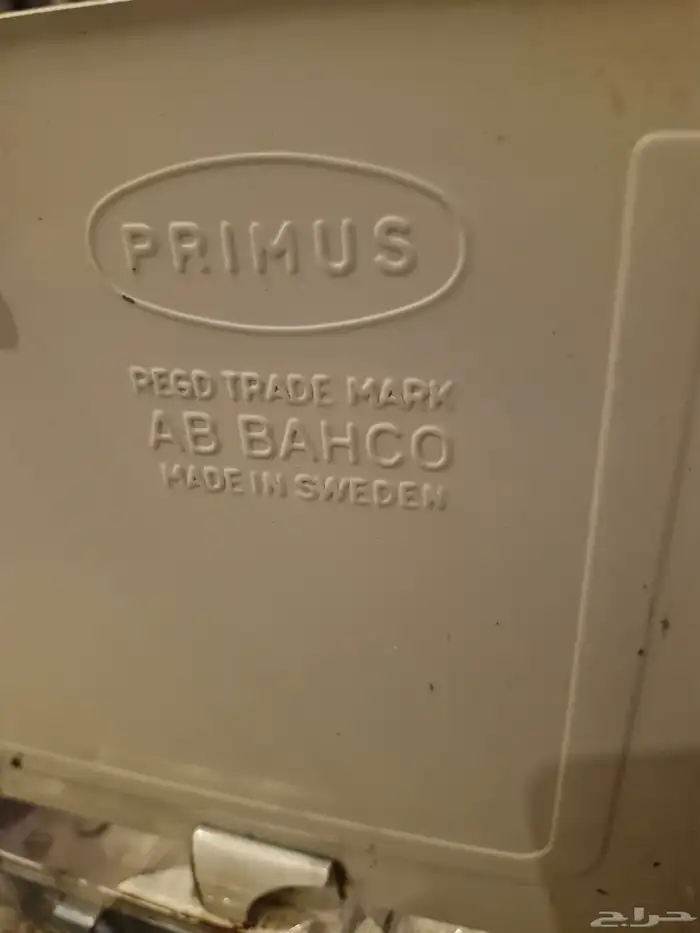 PRIMUS
REGD TRADE MARK
AB BAHCO
MADE IN SWEDEN
حراج